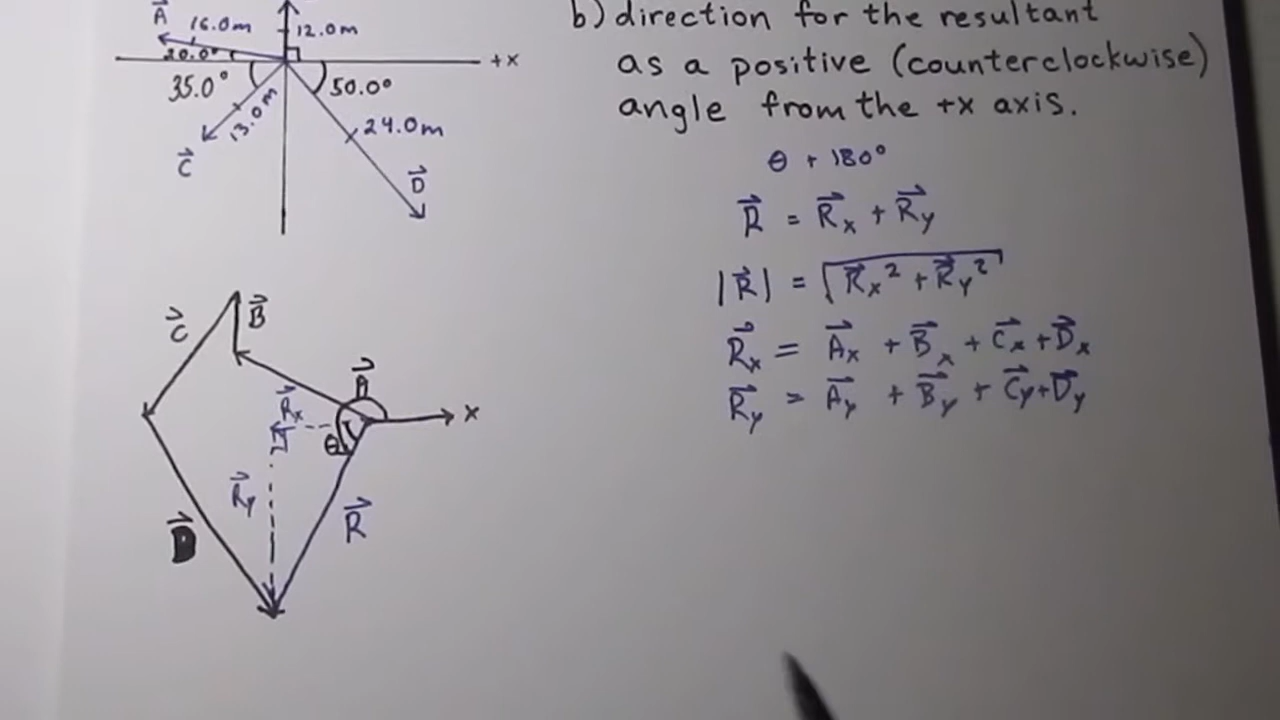 A⃗ 16.0m 12.0m
20.0°
+x
35.0° 50.0°
13.0m 24.0m
C⃗ D⃗
b) direction for the resultant
as a positive (counterclockwise)
angle from the +x axis.
θ + 180°
R⃗ = R⃗x + R⃗y
|R⃗| = √R⃗x² + R⃗y²
R⃗x = A⃗x + B⃗x + C⃗x + D⃗x
R⃗y = A⃗y + B⃗y + C⃗y + D⃗y
C⃗ B⃗
A⃗
R⃗x x
θ
R⃗y
D⃗ R⃗